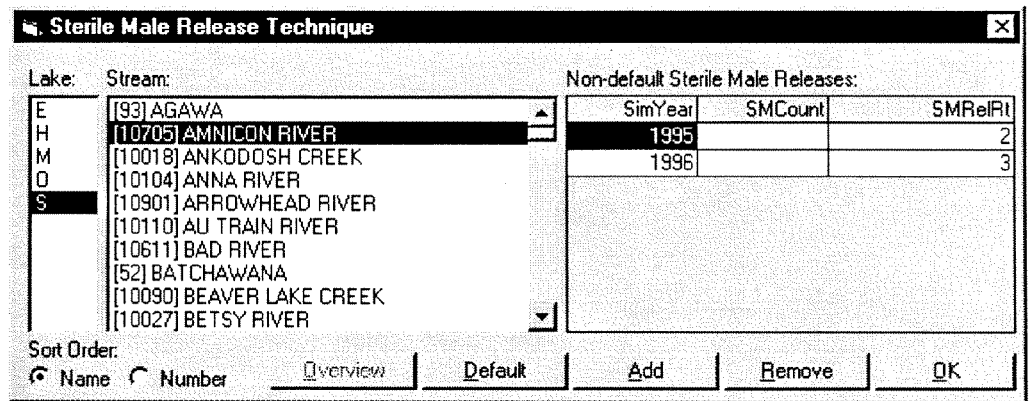 Sterile Male Release Technique
Lake: Stream: Non-default Sterile Male Releases:
E
H
M
O
S
[93] AGAWA
[10705] AMNICON RIVER
[10018] ANKODOSH CREEK
[10104] ANNA RIVER
[10901] ARROWHEAD RIVER
[10110] AU TRAIN RIVER
[10611] BAD RIVER
[52] BATCHAWANA
[10090] BEAVER LAKE CREEK
[10027] BETSY RIVER
SimYear SMCount SMRelRt
1995 2
1996 3
Sort Order:
Name Number Overview Default Add Remove OK